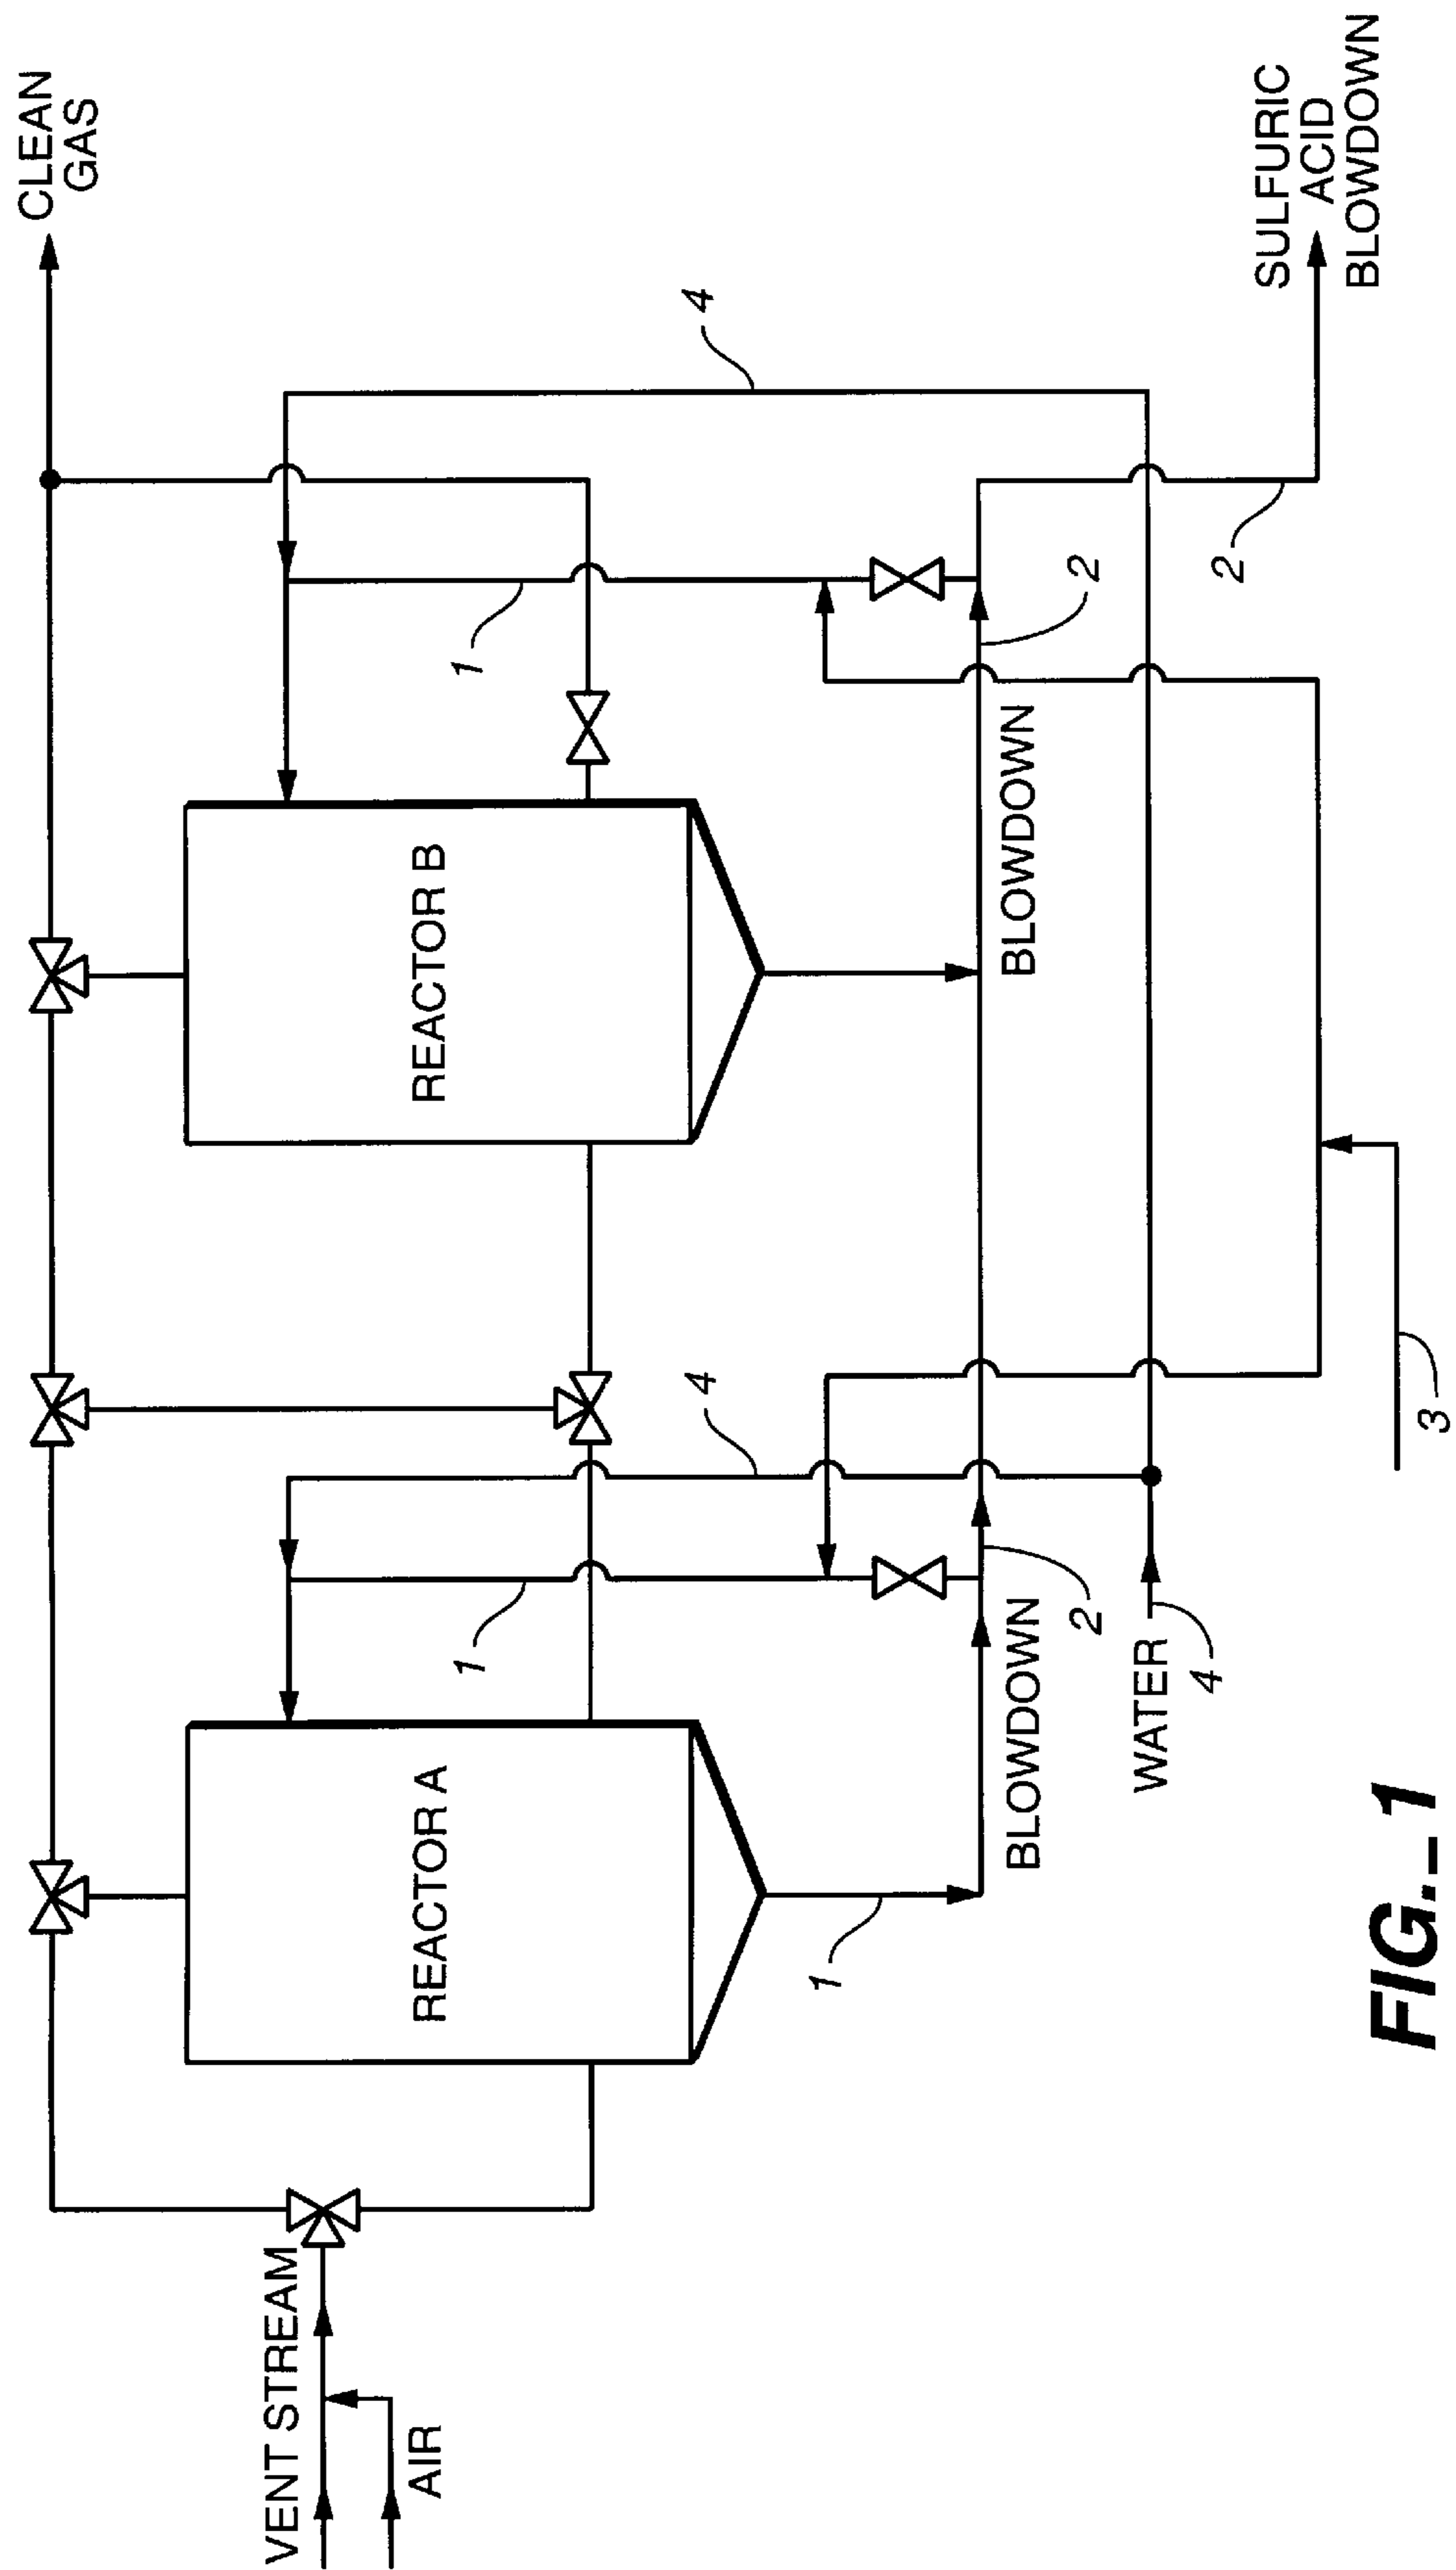 CLEAN
GAS
4
REACTOR B
1
2
BLOWDOWN
2
SULFURIC
ACID
BLOWDOWN
VENT STREAM
AIR
REACTOR A
4
1
1
BLOWDOWN
2
WATER
4
3
FIG._1